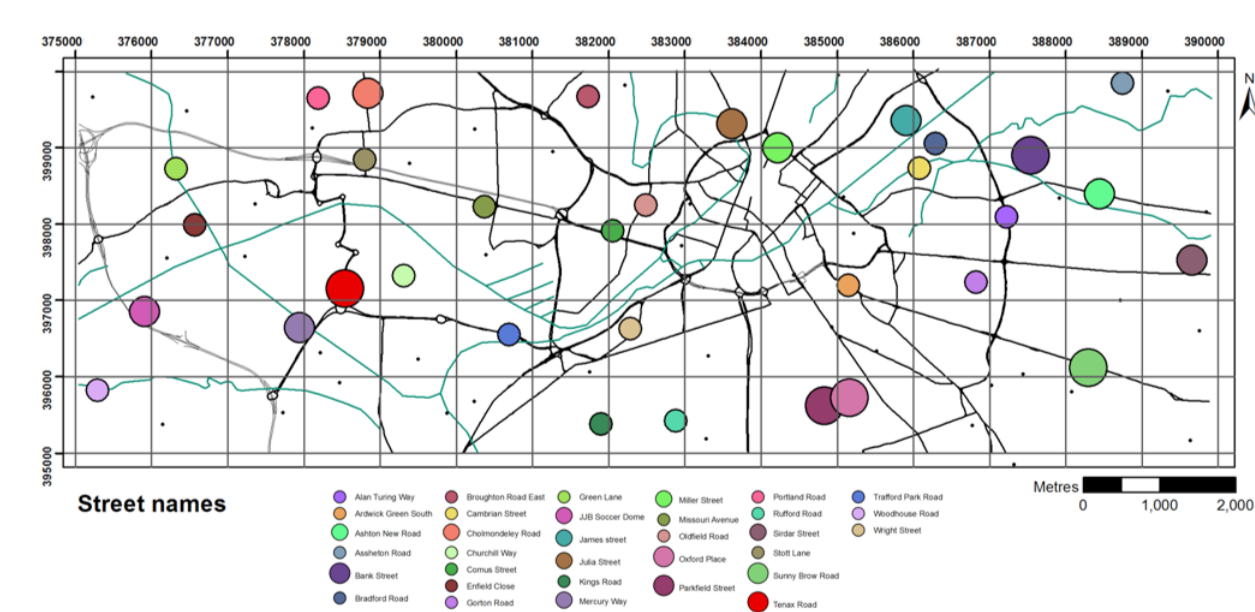 375000 376000 377000 378000 379000 380000 381000 382000 383000 384000 385000 386000 387000 388000 389000 390000
N
399000
398000
397000
396000
395000
Street names
Alan Turing Way
Ardwick Green South
Ashton New Road
Assheton Road
Bank Street
Bradford Road
Broughton Road East
Cambrian Street
Cholmondeley Road
Churchill Way
Comus Street
Enfield Close
Gorton Road
Green Lane
JJB Soccer Dome
James street
Julia Street
Kings Road
Mercury Way
Miller Street
Missouri Avenue
Oldfield Road
Oxford Place
Parkfield Street
Portland Road
Rufford Road
Sirdar Street
Stott Lane
Sunny Brow Road
Tenax Road
Trafford Park Road
Woodhouse Road
Wright Street
Metres
0 1,000 2,000